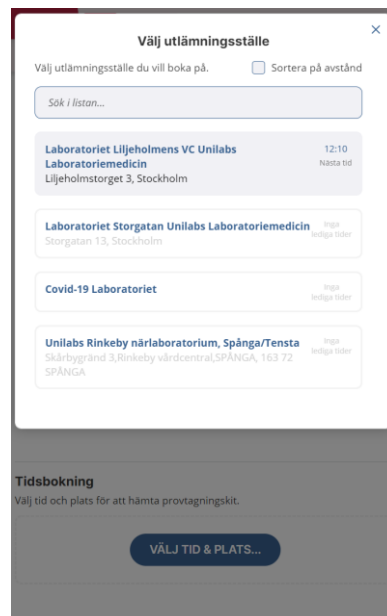 Välj utlämningsställe
Välj utlämningsställe du vill boka på.
Sortera på avstånd
Sök i listan...
Laboratoriet Liljeholmens VC Unilabs
Laboratoriemedicin
Liljeholmstorget 3, Stockholm
12:10
Nästa tid
Laboratoriet Storgatan Unilabs Laboratoriemedicin
Storgatan 13, Stockholm
Inga
lediga tider
Covid-19 Laboratoriet
Inga
lediga tider
Unilabs Rinkeby närlaboratorium, Spånga/Tensta
Skårbygränd 3,Rinkeby vårdcentral,SPÅNGA, 163 72
SPÅNGA
Inga
lediga tider
Tidsbokning
Välj tid och plats för att hämta provtagningskit.
VÄLJ TID & PLATS...